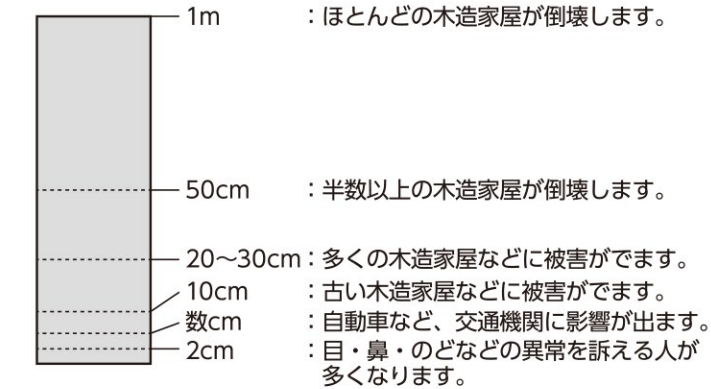 1m ：ほとんどの木造家屋が倒壊します。
50cm ：半数以上の木造家屋が倒壊します。
20～30cm：多くの木造家屋などに被害がでます。
10cm ：古い木造家屋などに被害がでます。
数cm ：自動車など、交通機関に影響が出ます。
2cm ：目・鼻・のどなどの異常を訴える人が
多くなります。